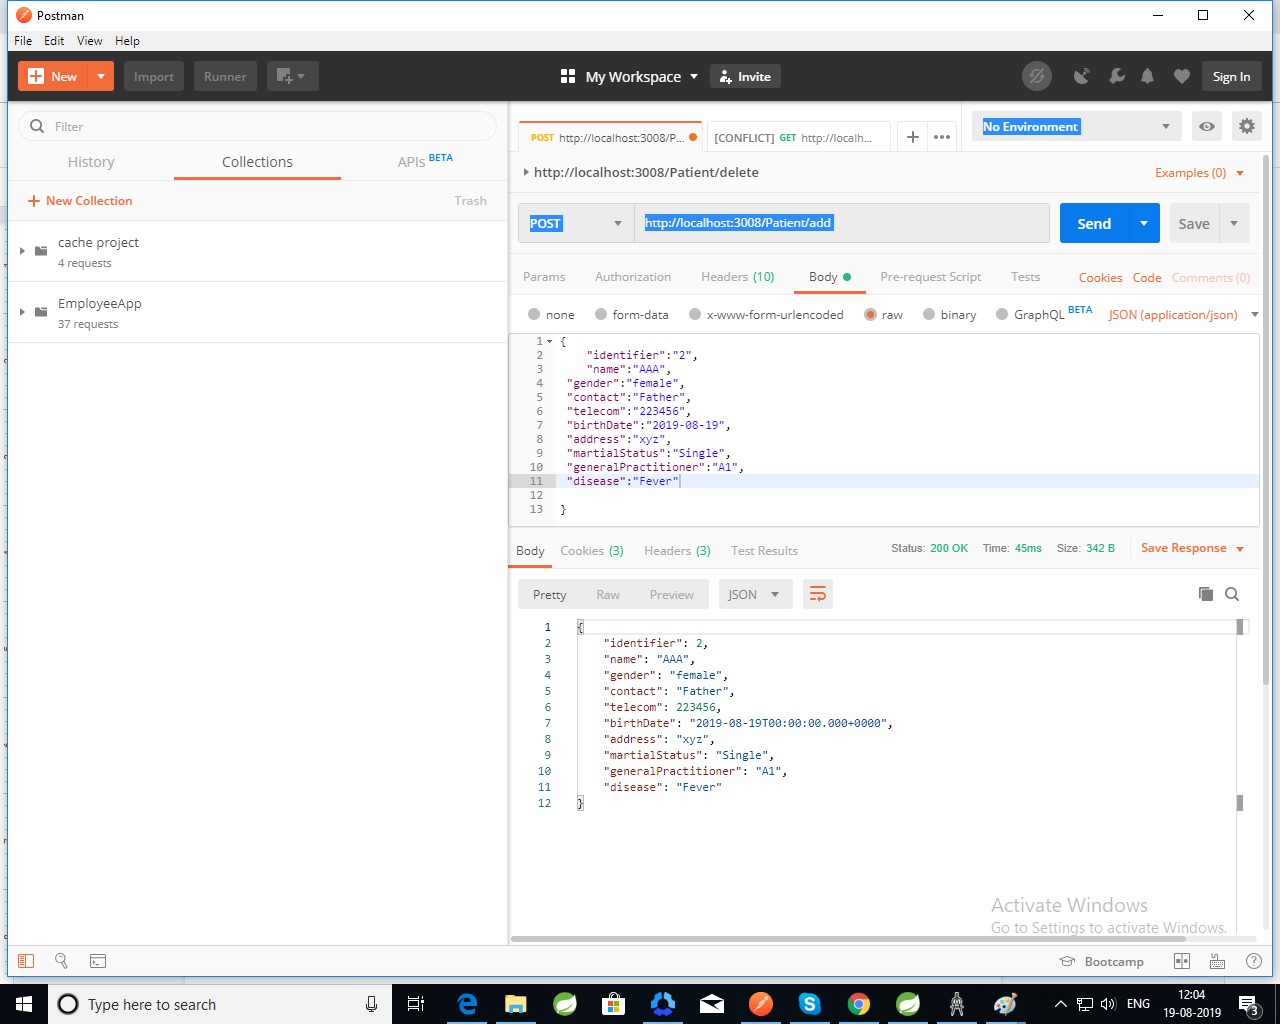 Postman
File Edit View Help
New Import Runner My Workspace Invite Sign In
Filter
History Collections APIs BETA
+ New Collection Trash
cache project
4 requests
EmployeeApp
37 requests
POST http://localhost:3008/P... [CONFLICT] GET http://localh... + ••• No Environment
http://localhost:3008/Patient/delete Examples (0)
POST http://localhost:3008/Patient/add Send Save
Params Authorization Headers (10) Body Pre-request Script Tests Cookies Code Comments (0)
none form-data x-www-form-urlencoded raw binary GraphQL BETA JSON (application/json)
1 {
2 "identifier":"2",
3 "name":"AAA",
4 "gender":"female",
5 "contact":"Father",
6 "telecom":"223456",
7 "birthDate":"2019-08-19",
8 "address":"xyz",
9 "martialStatus":"Single",
10 "generalPractitioner":"A1",
11 "disease":"Fever"
12
13 }
Body Cookies (3) Headers (3) Test Results Status: 200 OK Time: 45ms Size: 342 B Save Response
Pretty Raw Preview JSON
1 {
2 "identifier": 2,
3 "name": "AAA",
4 "gender": "female",
5 "contact": "Father",
6 "telecom": 223456,
7 "birthDate": "2019-08-19T00:00:00.000+0000",
8 "address": "xyz",
9 "martialStatus": "Single",
10 "generalPractitioner": "A1",
11 "disease": "Fever"
12 }
Activate Windows
Go to Settings to activate Windows.
Bootcamp
Type here to search ENG 12:04
19-08-2019 3